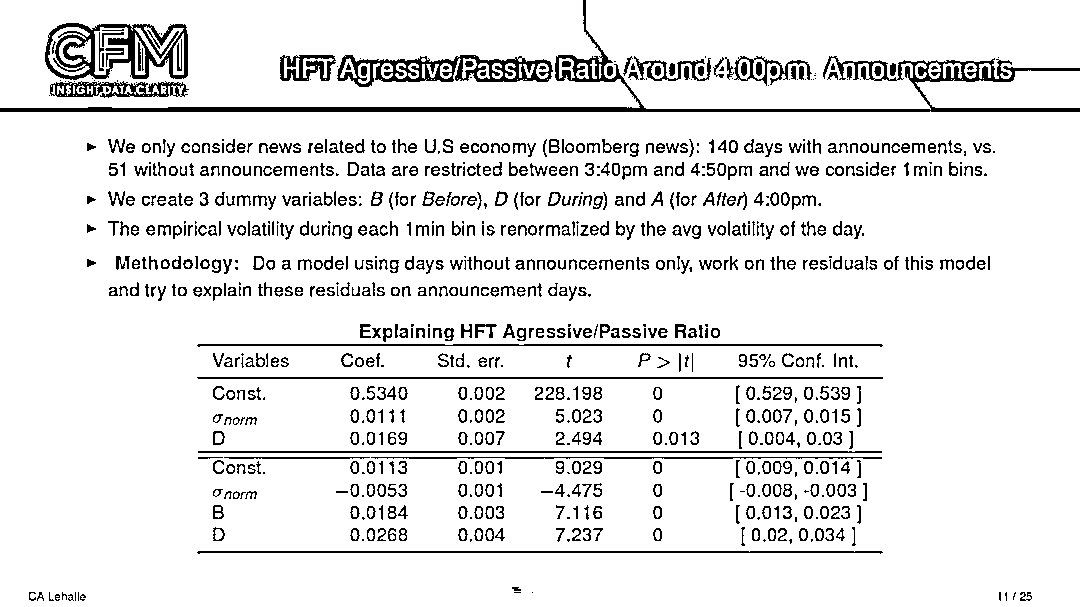 CFM
INSIGHT.DATA.CLARITY.
HFT Agressive/Passive Ratio Around 4:00p.m. Announcements
► We only consider news related to the U.S economy (Bloomberg news): 140 days with announcements, vs.
51 without announcements. Data are restricted between 3:40pm and 4:50pm and we consider 1min bins.
► We create 3 dummy variables: B (for Before), D (for During) and A (for After) 4:00pm.
► The empirical volatility during each 1min bin is renormalized by the avg volatility of the day.
► Methodology: Do a model using days without announcements only, work on the residuals of this model
and try to explain these residuals on announcement days.
Explaining HFT Agressive/Passive Ratio
Variables Coef. Std. err. t P > |t| 95% Conf. Int.
Const. 0.5340 0.002 228.198 0 [ 0.529, 0.539 ]
σnorm 0.0111 0.002 5.023 0 [ 0.007, 0.015 ]
D 0.0169 0.007 2.494 0.013 [ 0.004, 0.03 ]
Const. 0.0113 0.001 9.029 0 [ 0.009, 0.014 ]
σnorm −0.0053 0.001 −4.475 0 [ -0.008, -0.003 ]
B 0.0184 0.003 7.116 0 [ 0.013, 0.023 ]
D 0.0268 0.004 7.237 0 [ 0.02, 0.034 ]
CA Lehalle 11 / 25